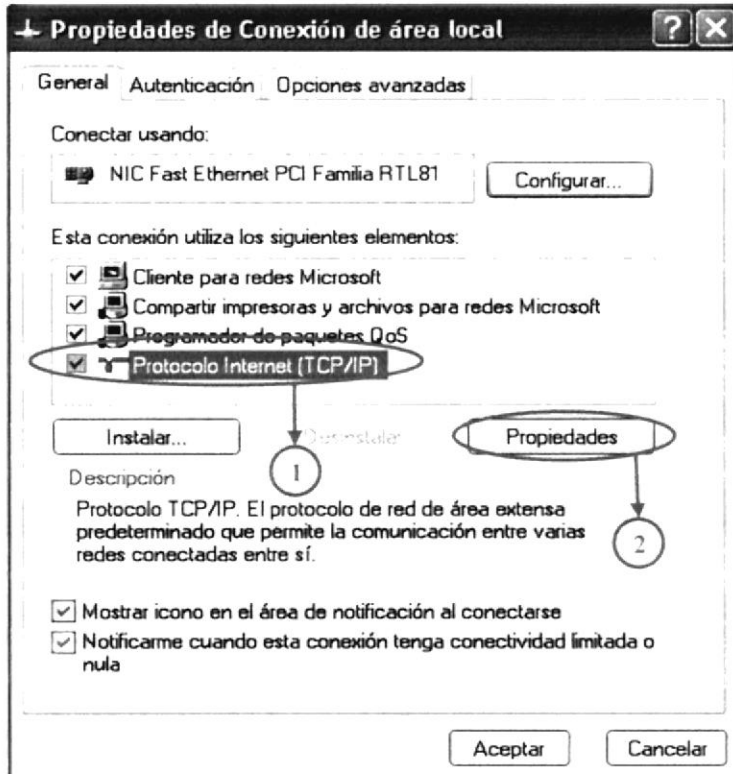 Propiedades de Conexión de área local
General Autenticación Opciones avanzadas
Conectar usando:
NIC Fast Ethernet PCI Familia RTL81 Configurar...
Esta conexión utiliza los siguientes elementos:
Cliente para redes Microsoft
Compartir impresoras y archivos para redes Microsoft
Programador de paquetes QoS
Protocolo Internet (TCP/IP)
Instalar... Desinstalar Propiedades
1
Descripción
Protocolo TCP/IP. El protocolo de red de área extensa
predeterminado que permite la comunicación entre varias
redes conectadas entre sí.
2
Mostrar icono en el área de notificación al conectarse
Notificarme cuando esta conexión tenga conectividad limitada o
nula
Aceptar Cancelar